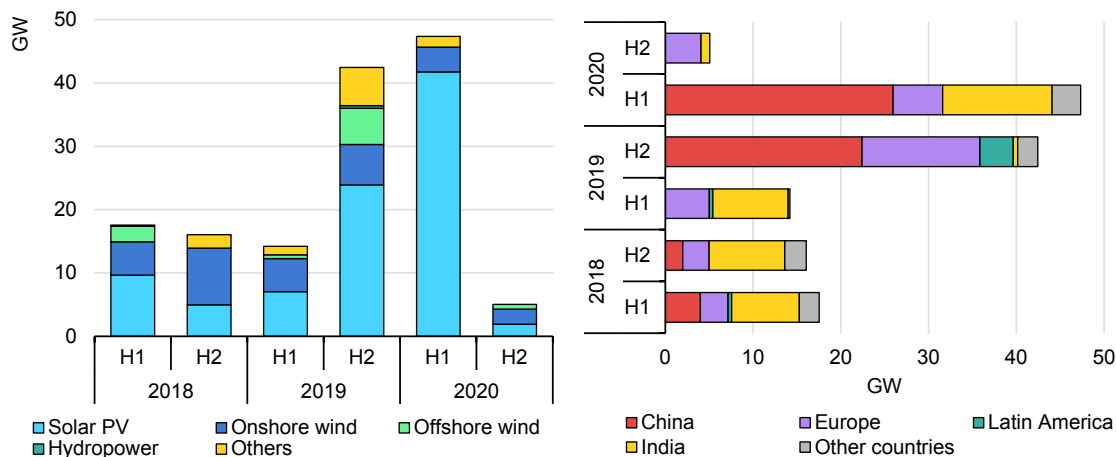 GW
50
40
30
20
10
0
H1 H2 H1 H2 H1 H2
2018 2019 2020
Solar PV Onshore wind Offshore wind
Hydropower Others
2020 H2
H1
2019 H2
H1
2018 H2
H1
0 10 20 30 40 50
GW
China Europe Latin America
India Other countries